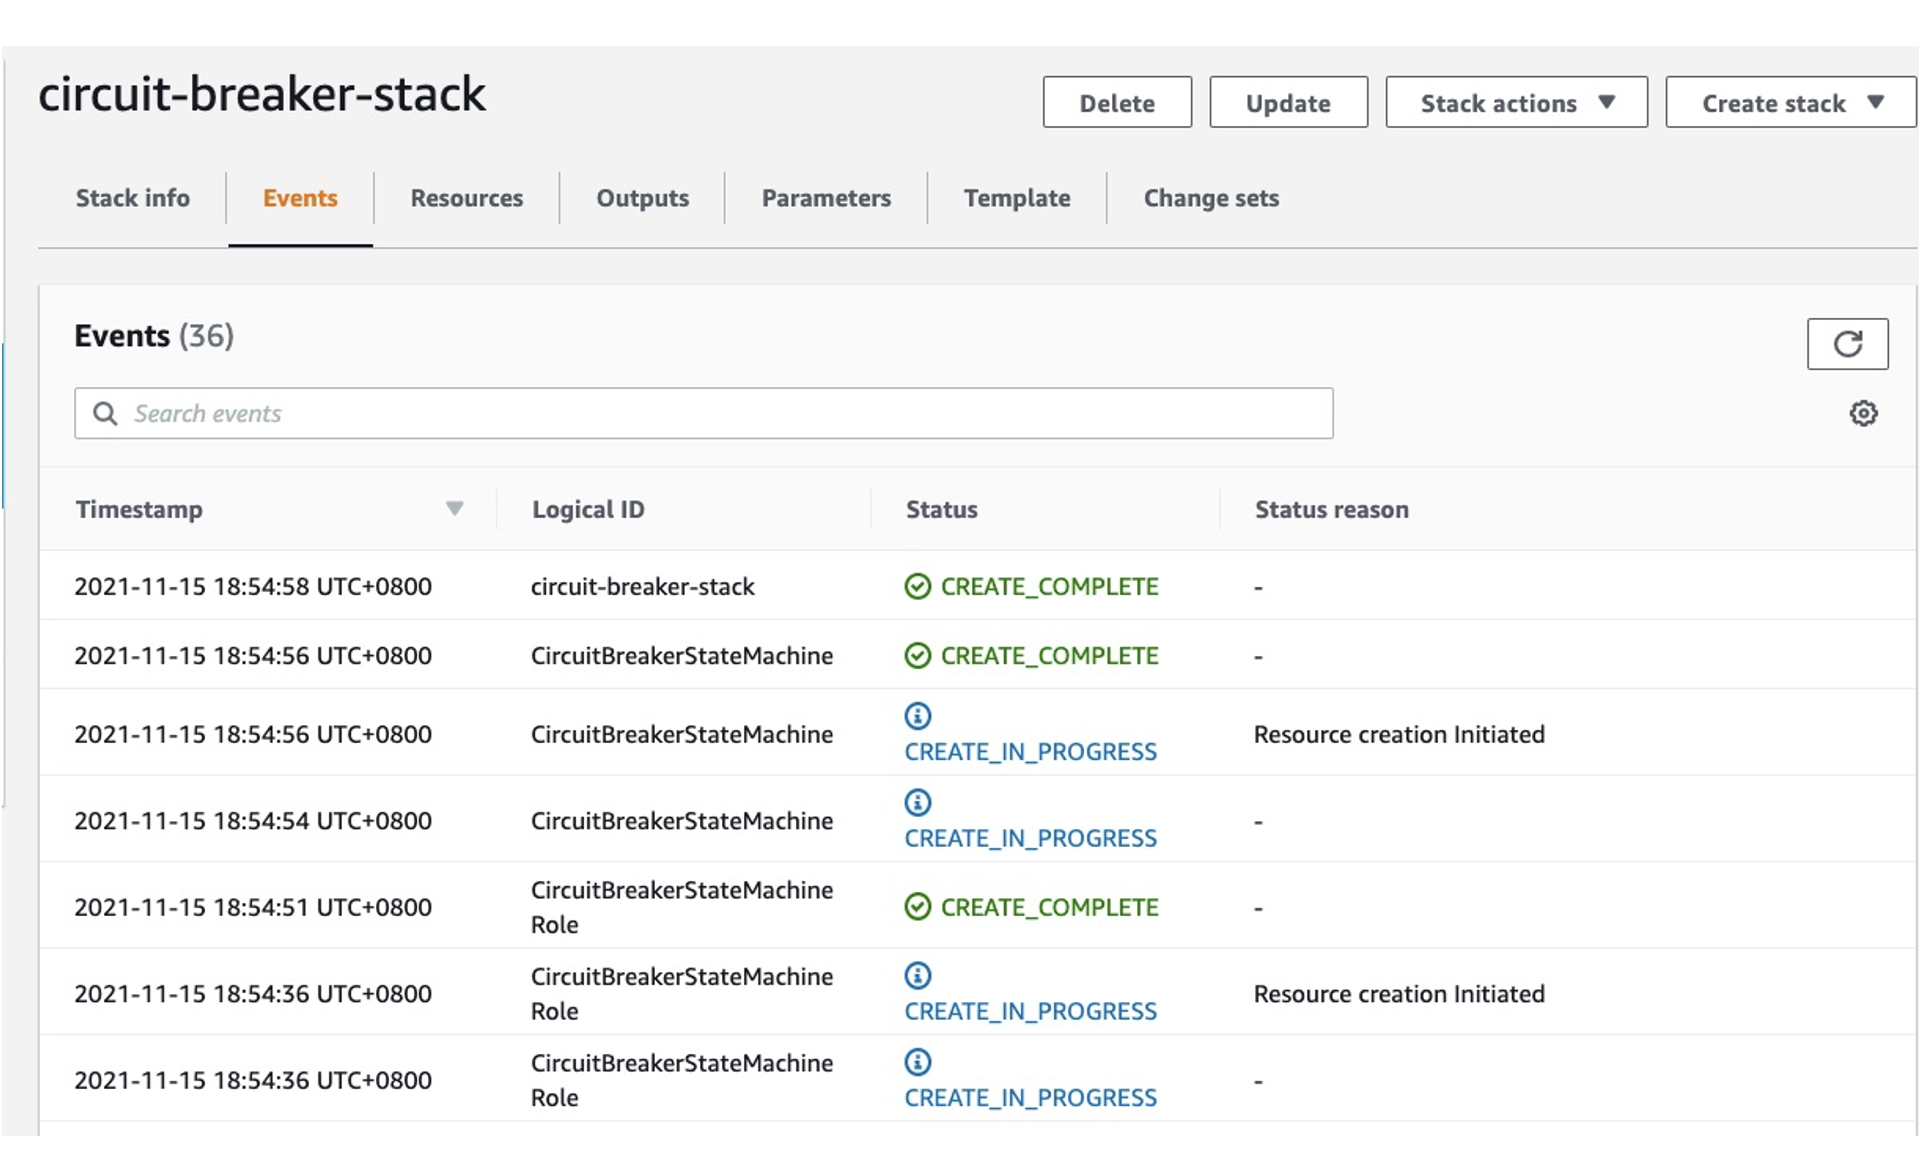 circuit-breaker-stack
Delete Update Stack actions Create stack
Stack info Events Resources Outputs Parameters Template Change sets
Events (36)
Search events
Timestamp Logical ID Status Status reason
2021-11-15 18:54:58 UTC+0800 circuit-breaker-stack CREATE_COMPLETE -
2021-11-15 18:54:56 UTC+0800 CircuitBreakerStateMachine CREATE_COMPLETE -
2021-11-15 18:54:56 UTC+0800 CircuitBreakerStateMachine CREATE_IN_PROGRESS Resource creation Initiated
2021-11-15 18:54:54 UTC+0800 CircuitBreakerStateMachine CREATE_IN_PROGRESS -
2021-11-15 18:54:51 UTC+0800 CircuitBreakerStateMachine
Role CREATE_COMPLETE -
2021-11-15 18:54:36 UTC+0800 CircuitBreakerStateMachine
Role CREATE_IN_PROGRESS Resource creation Initiated
2021-11-15 18:54:36 UTC+0800 CircuitBreakerStateMachine
Role CREATE_IN_PROGRESS -